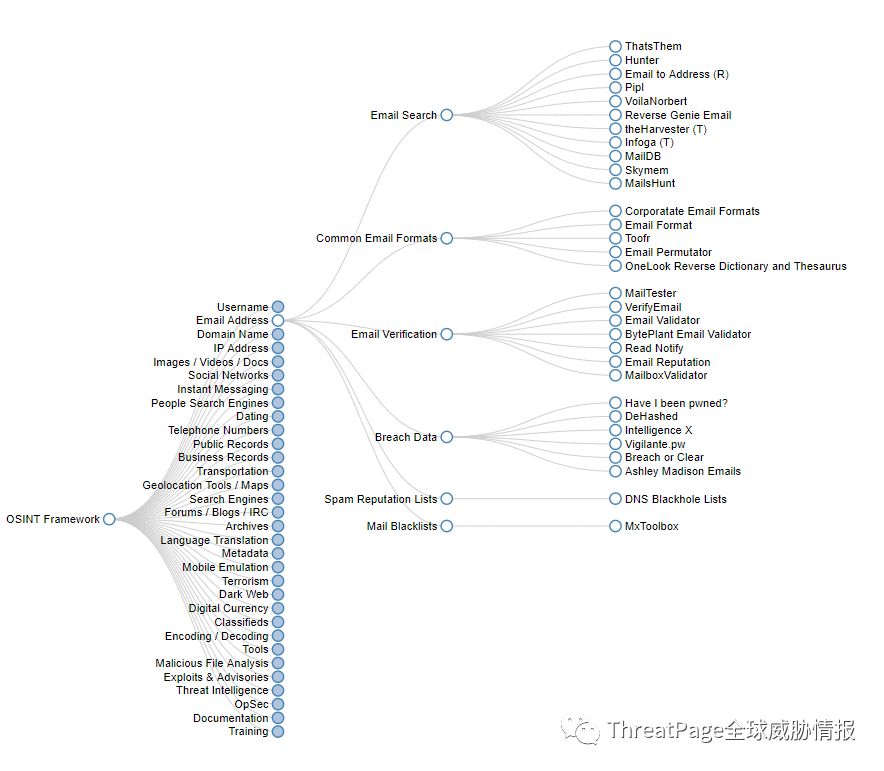 ThatsThem
Hunter
Email to Address (R)
Pipl
Email Search
VoilaNorbert
Reverse Genie Email
theHarvester (T)
Infoga (T)
MailDB
Skymem
MailsHunt
Corporatate Email Formats
Email Format
Common Email Formats
Toofr
Email Permutator
OneLook Reverse Dictionary and Thesaurus
MailTester
VerifyEmail
Email Validator
Email Verification
BytePlant Email Validator
Read Notify
Email Reputation
MailboxValidator
Have I been pwned?
DeHashed
Intelligence X
Breach Data
Vigilante.pw
Breach or Clear
Ashley Madison Emails
Spam Reputation Lists
DNS Blackhole Lists
Mail Blacklists
MxToolbox
Username
Email Address
Domain Name
IP Address
Images / Videos / Docs
Social Networks
Instant Messaging
People Search Engines
Dating
Telephone Numbers
Public Records
Business Records
Transportation
Geolocation Tools / Maps
Search Engines
Forums / Blogs / IRC
OSINT Framework
Archives
Language Translation
Metadata
Mobile Emulation
Terrorism
Dark Web
Digital Currency
Classifieds
Encoding / Decoding
Tools
Malicious File Analysis
Exploits & Advisories
Threat Intelligence
OpSec
Documentation
Training
ThreatPage全球威胁情报